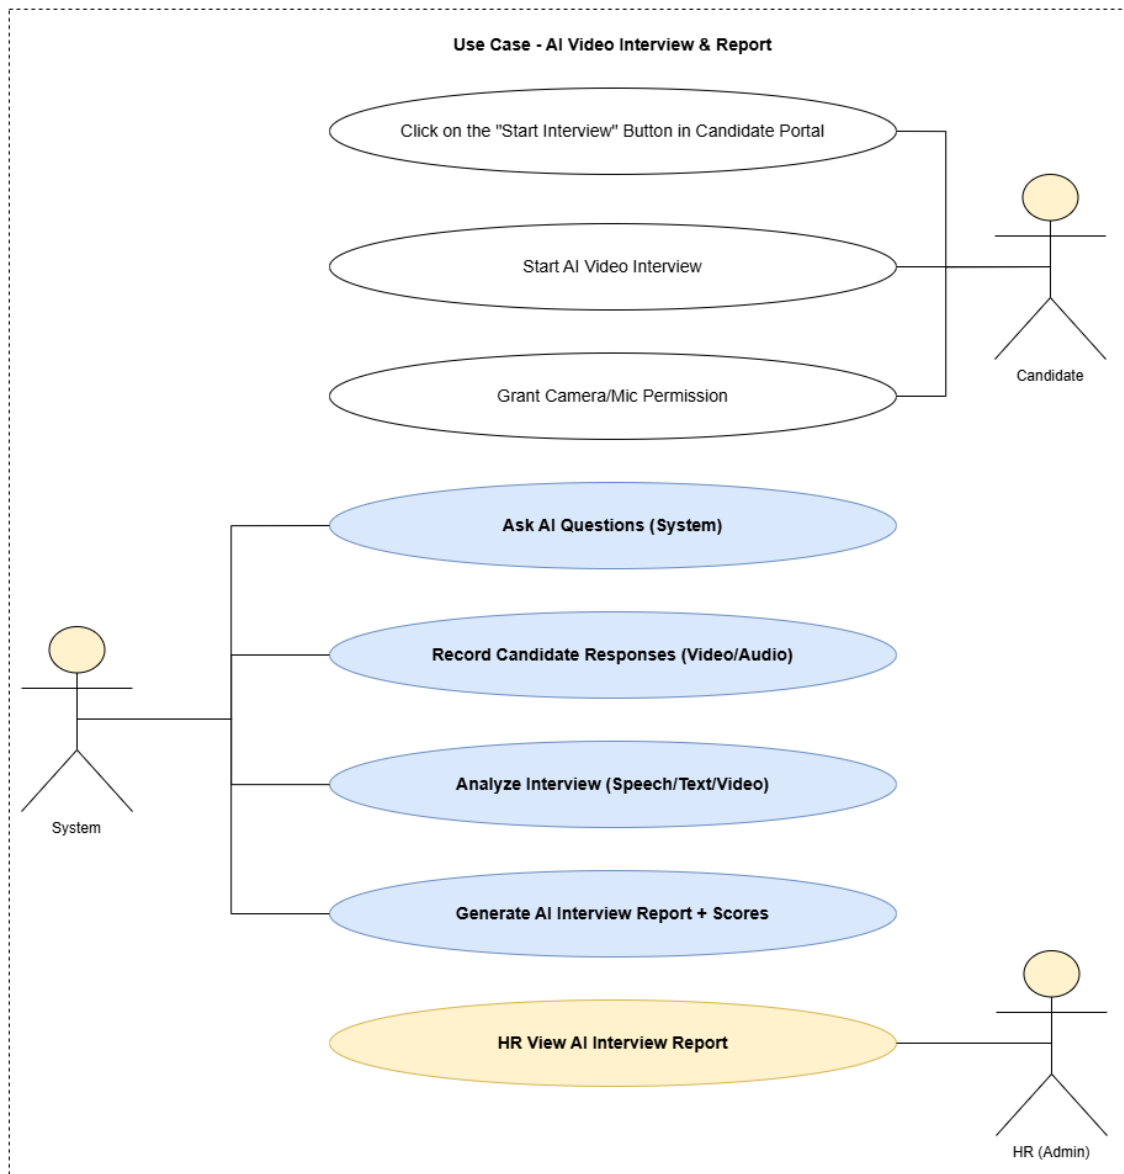 Use Case - AI Video Interview & Report
Click on the "Start Interview" Button in Candidate Portal
Start AI Video Interview
Candidate
Grant Camera/Mic Permission
Ask AI Questions (System)
Record Candidate Responses (Video/Audio)
Analyze Interview (Speech/Text/Video)
System
Generate AI Interview Report + Scores
HR View AI Interview Report
HR (Admin)